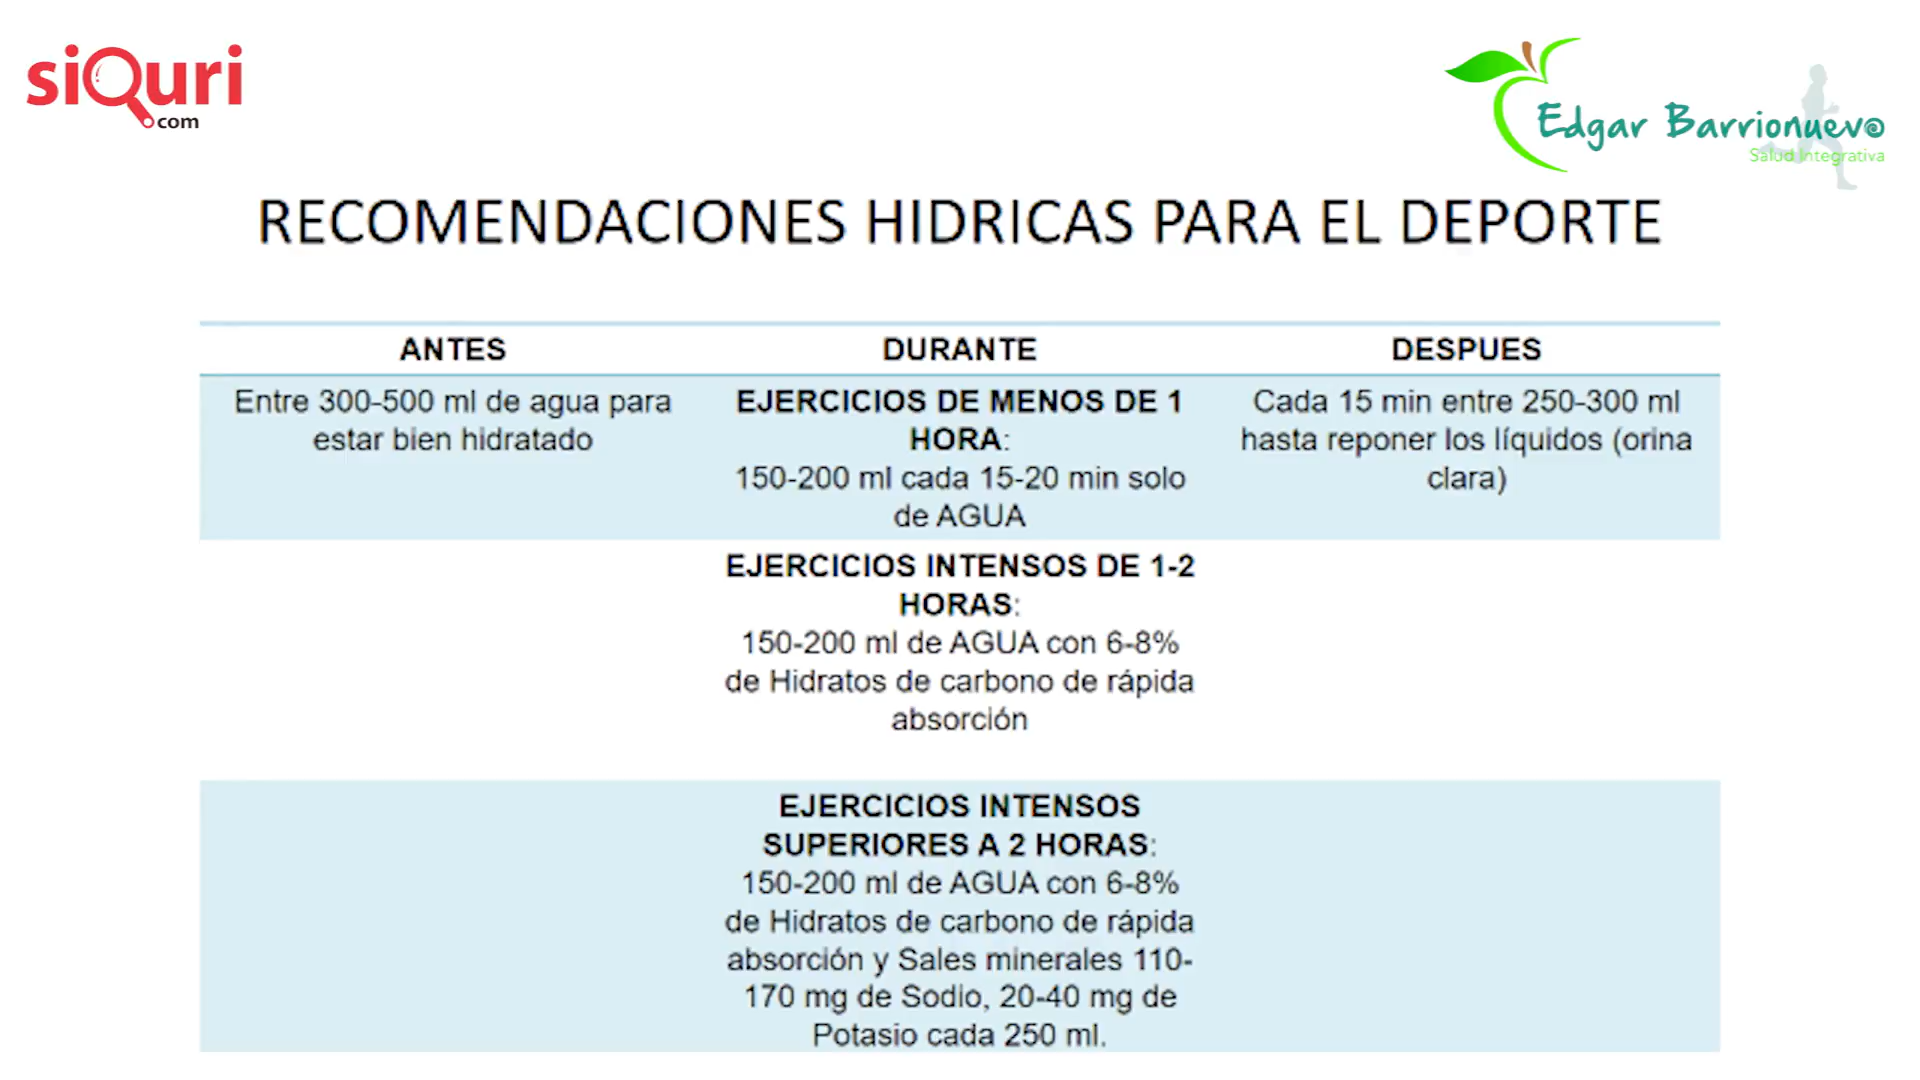 siQuri
.com
Edgar Barrionuevo
Salud Integrativa
RECOMENDACIONES HIDRICAS PARA EL DEPORTE
ANTES
DURANTE
DESPUES
Entre 300-500 ml de agua para
estar bien hidratado
EJERCICIOS DE MENOS DE 1
HORA:
150-200 ml cada 15-20 min solo
de AGUA
Cada 15 min entre 250-300 ml
hasta reponer los líquidos (orina
clara)
EJERCICIOS INTENSOS DE 1-2
HORAS:
150-200 ml de AGUA con 6-8%
de Hidratos de carbono de rápida
absorción
EJERCICIOS INTENSOS
SUPERIORES A 2 HORAS:
150-200 ml de AGUA con 6-8%
de Hidratos de carbono de rápida
absorción y Sales minerales 110-
170 mg de Sodio, 20-40 mg de
Potasio cada 250 ml.